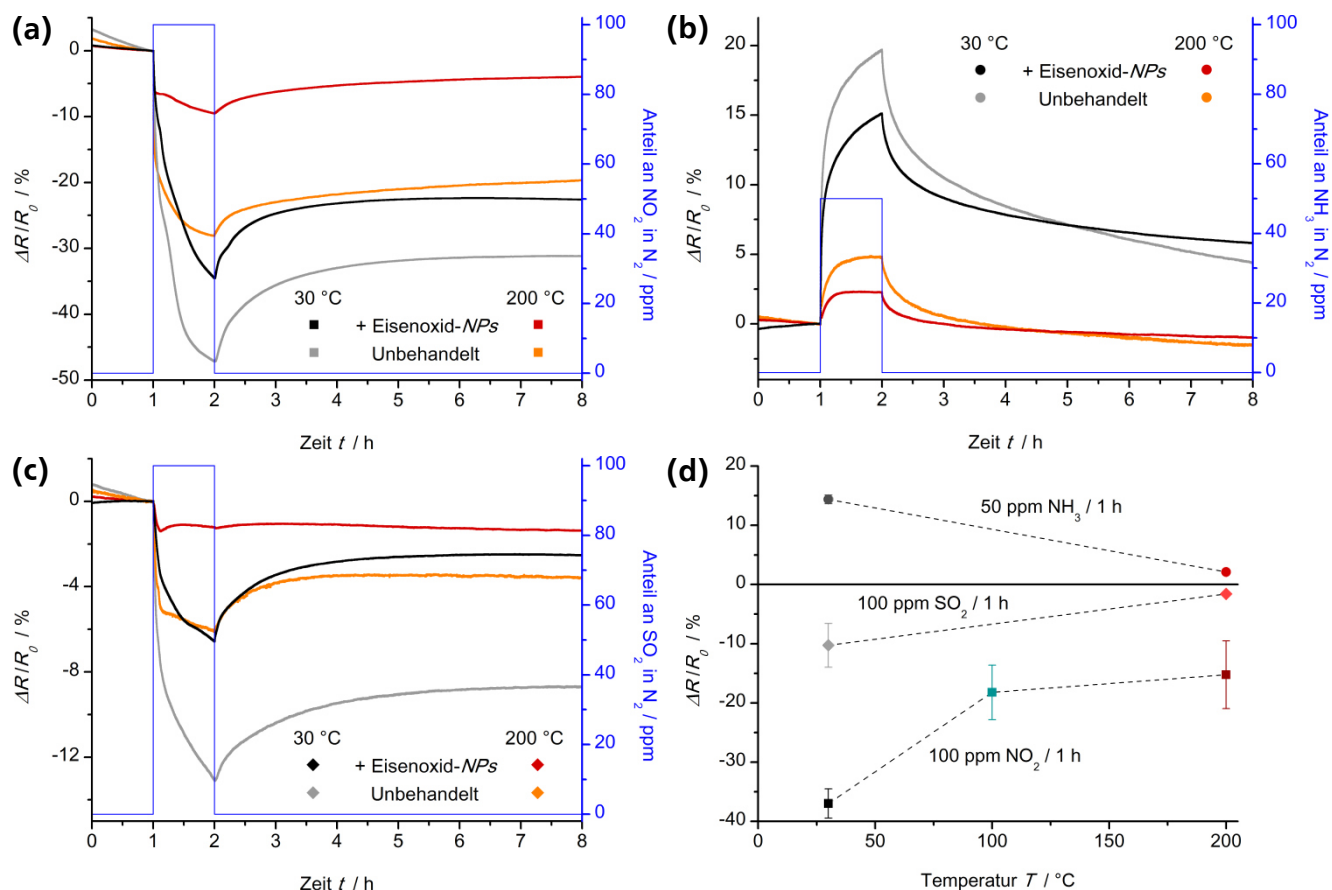 (a)
0
-10
-20
-30
-40
-50
ΔR/R₀ / %
100
80
60
40
20
0
Anteil an NO₂ in N₂ / ppm
30 °C 200 °C
+ Eisenoxid-NPs
Unbehandelt
0 1 2 3 4 5 6 7 8
Zeit t / h
(b)
20
15
10
5
0
ΔR/R₀ / %
100
80
60
40
20
0
Anteil an NH₃ in N₂ / ppm
30 °C 200 °C
+ Eisenoxid-NPs
Unbehandelt
0 1 2 3 4 5 6 7 8
Zeit t / h
(c)
0
-4
-8
-12
ΔR/R₀ / %
100
80
60
40
20
0
Anteil an SO₂ in N₂ / ppm
30 °C 200 °C
+ Eisenoxid-NPs
Unbehandelt
0 1 2 3 4 5 6 7 8
Zeit t / h
(d)
20
10
0
-10
-20
-30
-40
ΔR/R₀ / %
50 ppm NH₃ / 1 h
100 ppm SO₂ / 1 h
100 ppm NO₂ / 1 h
0 50 100 150 200
Temperatur T / °C